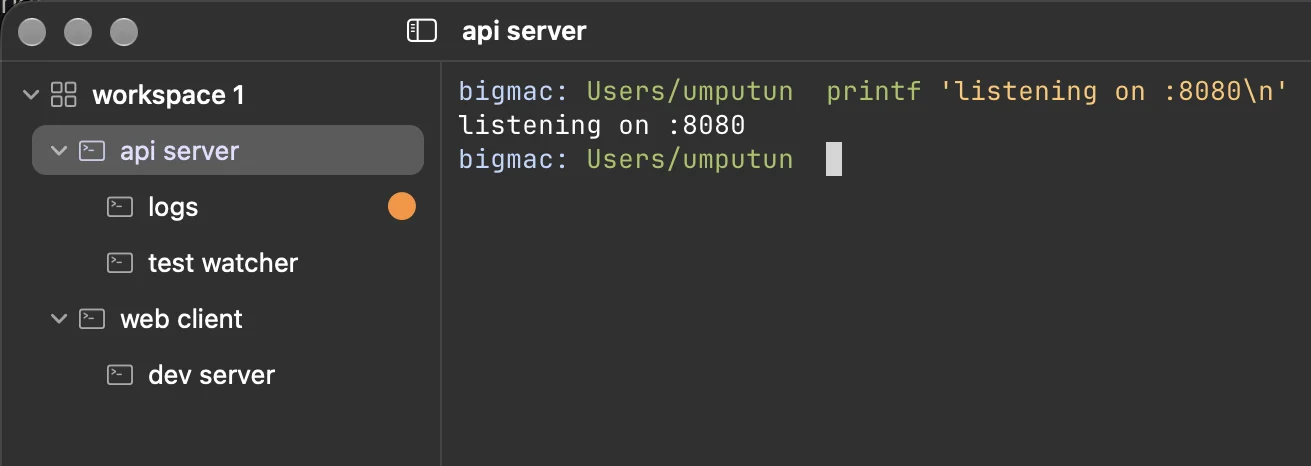 api server
workspace 1
api server
logs
test watcher
web client
dev server
bigmac: Users/umputun  printf 'listening on :8080\n'
listening on :8080
bigmac: Users/umputun